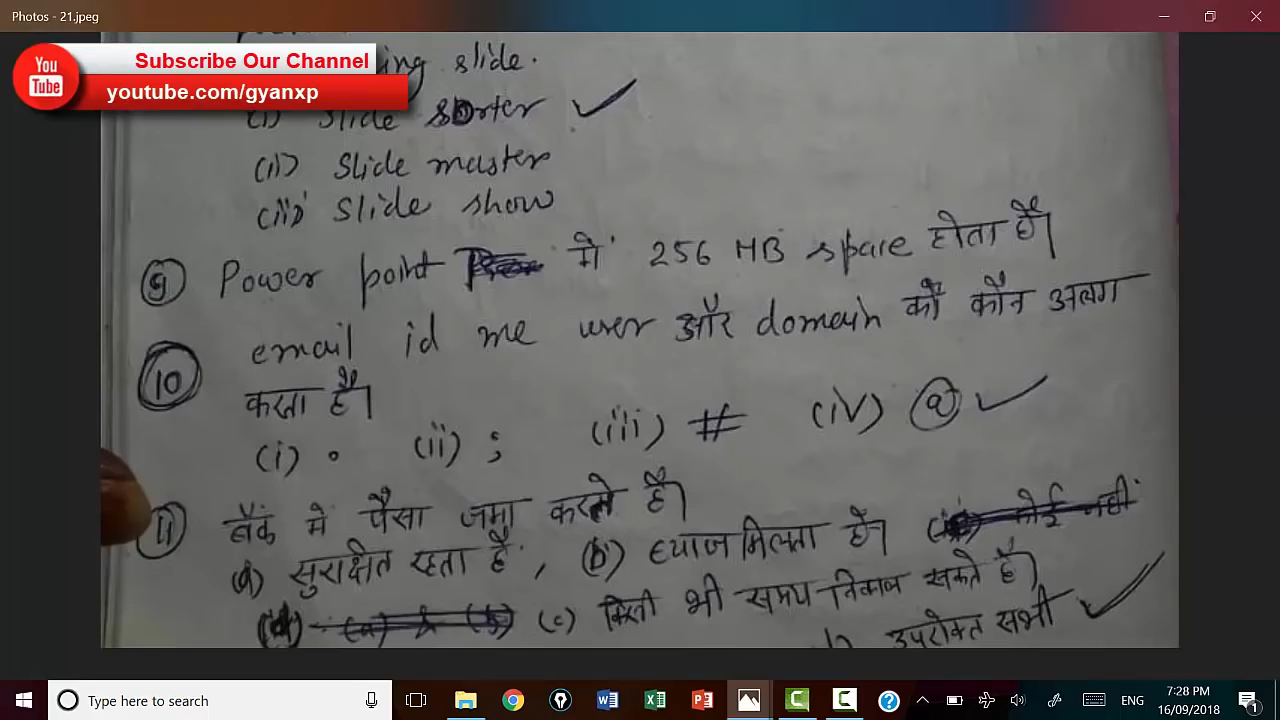 Photos - 21.jpeg
You Tube
Subscribe Our Channel
youtube.com/gyanxp
slide.
(i) Slide sorter ✓
(ii) Slide master
(iii) Slide show
9 Power point में 256 MB space होता है।
10 email id me user और domain को कौन अलग
करता है।
(i) . (ii) ; (iii) # (iv) @ ✓
11 बैंक मे पैसा जमा करते है।
(a) सुरक्षित रहता है, (b) ब्याज मिलता है।
(c) किसी भी समय निकाल सकते है।
उपरोक्त सभी ✓
Type here to search
ENG
7:28 PM
16/09/2018